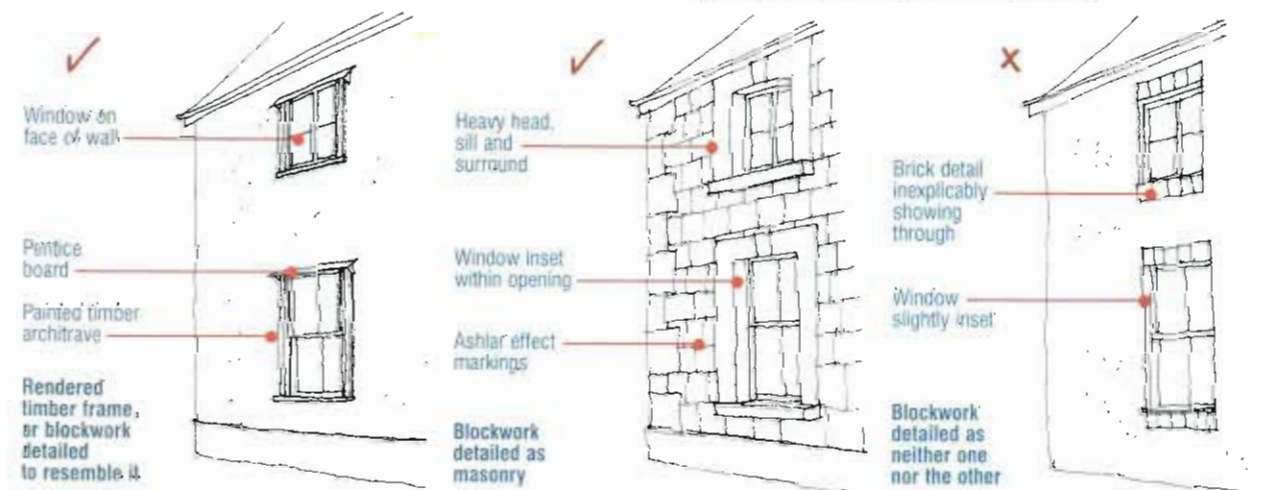 Window on
face of wall
Pentice
board
Painted timber
architrave
Rendered
timber frame,
or blockwork
detailed
to resemble it
Heavy head,
sill and
surround
Window inset
within opening
Ashlar effect
markings
Blockwork
detailed as
masonry
Brick detail
inexplicably
showing
through
Window
slightly inset
Blockwork
detailed as
neither one
nor the other